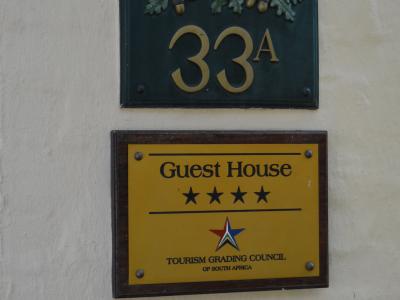 33A
Guest House
★★★★
TOURISM GRADING COUNCIL
OF SOUTH AFRICA